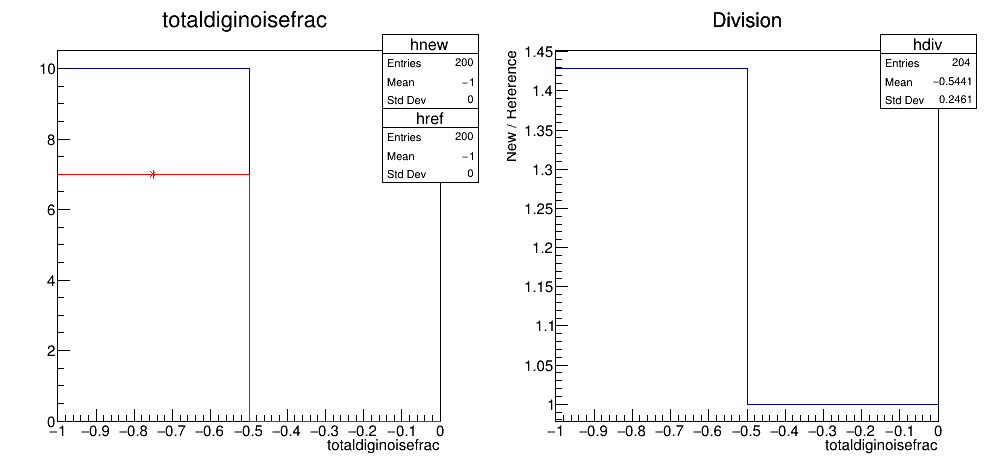 totaldiginoisefrac
hnew
Entries 200
Mean −1
Std Dev 0
href
Entries 200
Mean −1
Std Dev 0
10
8
6
4
2
0
−1 −0.9 −0.8 −0.7 −0.6 −0.5 −0.4 −0.3 −0.2 −0.1 0
totaldiginoisefrac
Division
hdiv
Entries 204
Mean −0.5441
Std Dev 0.2461
New / Reference
1.45
1.4
1.35
1.3
1.25
1.2
1.15
1.1
1.05
1
−1 −0.9 −0.8 −0.7 −0.6 −0.5 −0.4 −0.3 −0.2 −0.1 0
totaldiginoisefrac